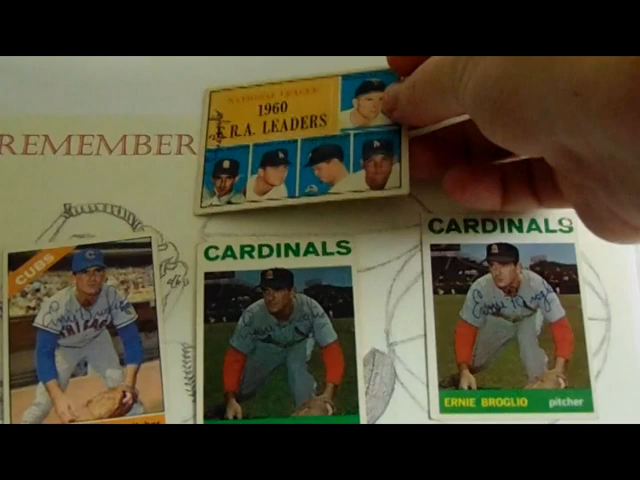 REMEMBER
NATIONAL LEAGUE
1960
E.R.A. LEADERS
CUBS
CARDINALS
CARDINALS
ERNIE BROGLIO pitcher